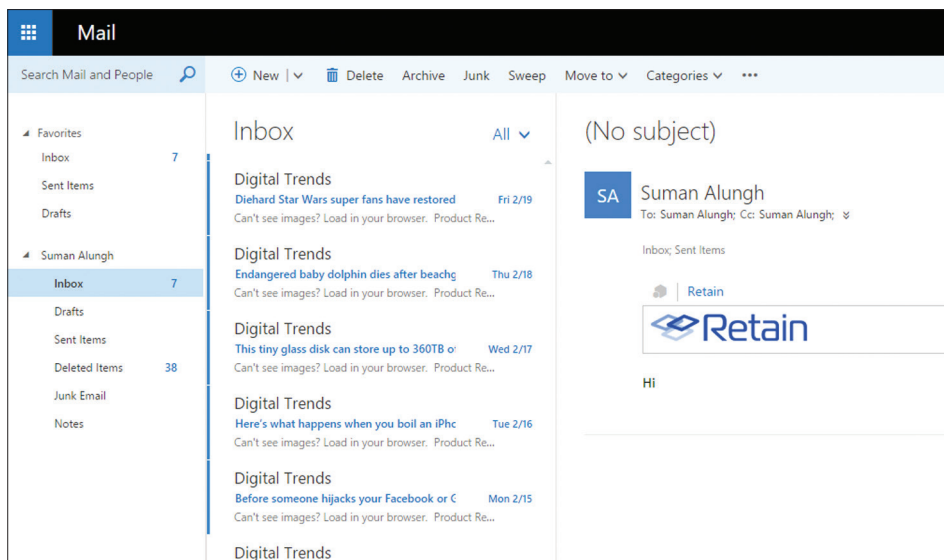 Mail
Search Mail and People
New
Delete
Archive
Junk
Sweep
Move to
Categories
•••
Favorites
Inbox 7
Sent Items
Drafts
Suman Alungh
Inbox 7
Drafts
Sent Items
Deleted Items 38
Junk Email
Notes
Inbox
All
Digital Trends
Diehard Star Wars super fans have restored Fri 2/19
Can't see images? Load in your browser. Product Re...
Digital Trends
Endangered baby dolphin dies after beachg Thu 2/18
Can't see images? Load in your browser. Product Re...
Digital Trends
This tiny glass disk can store up to 360TB o Wed 2/17
Can't see images? Load in your browser. Product Re...
Digital Trends
Here's what happens when you boil an iPho Tue 2/16
Can't see images? Load in your browser. Product Re...
Digital Trends
Before someone hijacks your Facebook or G Mon 2/15
Can't see images? Load in your browser. Product Re...
Digital Trends
(No subject)
SA
Suman Alungh
To: Suman Alungh; Cc: Suman Alungh;
Inbox; Sent Items
Retain
Retain
Hi